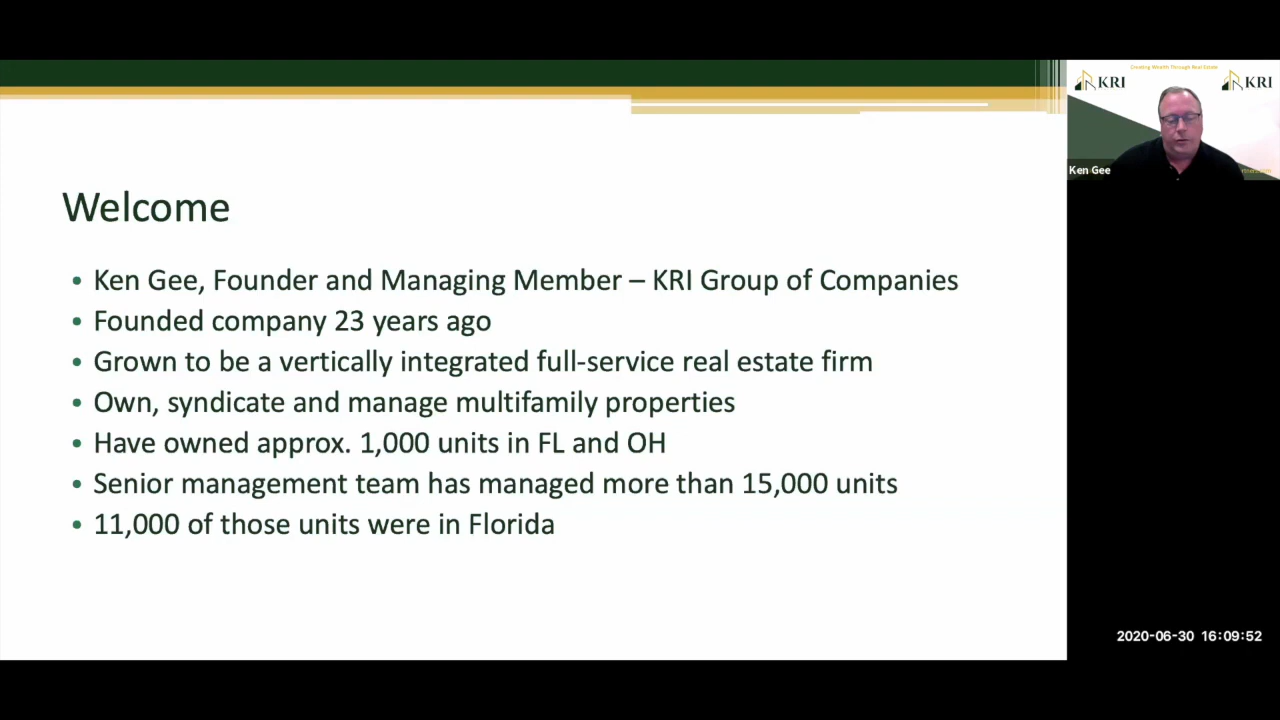 Welcome
• Ken Gee, Founder and Managing Member – KRI Group of Companies
• Founded company 23 years ago
• Grown to be a vertically integrated full-service real estate firm
• Own, syndicate and manage multifamily properties
• Have owned approx. 1,000 units in FL and OH
• Senior management team has managed more than 15,000 units
• 11,000 of those units were in Florida
Creating Wealth Through Real Estate
KRI
KRI
Ken Gee
2020-06-30 16:09:52